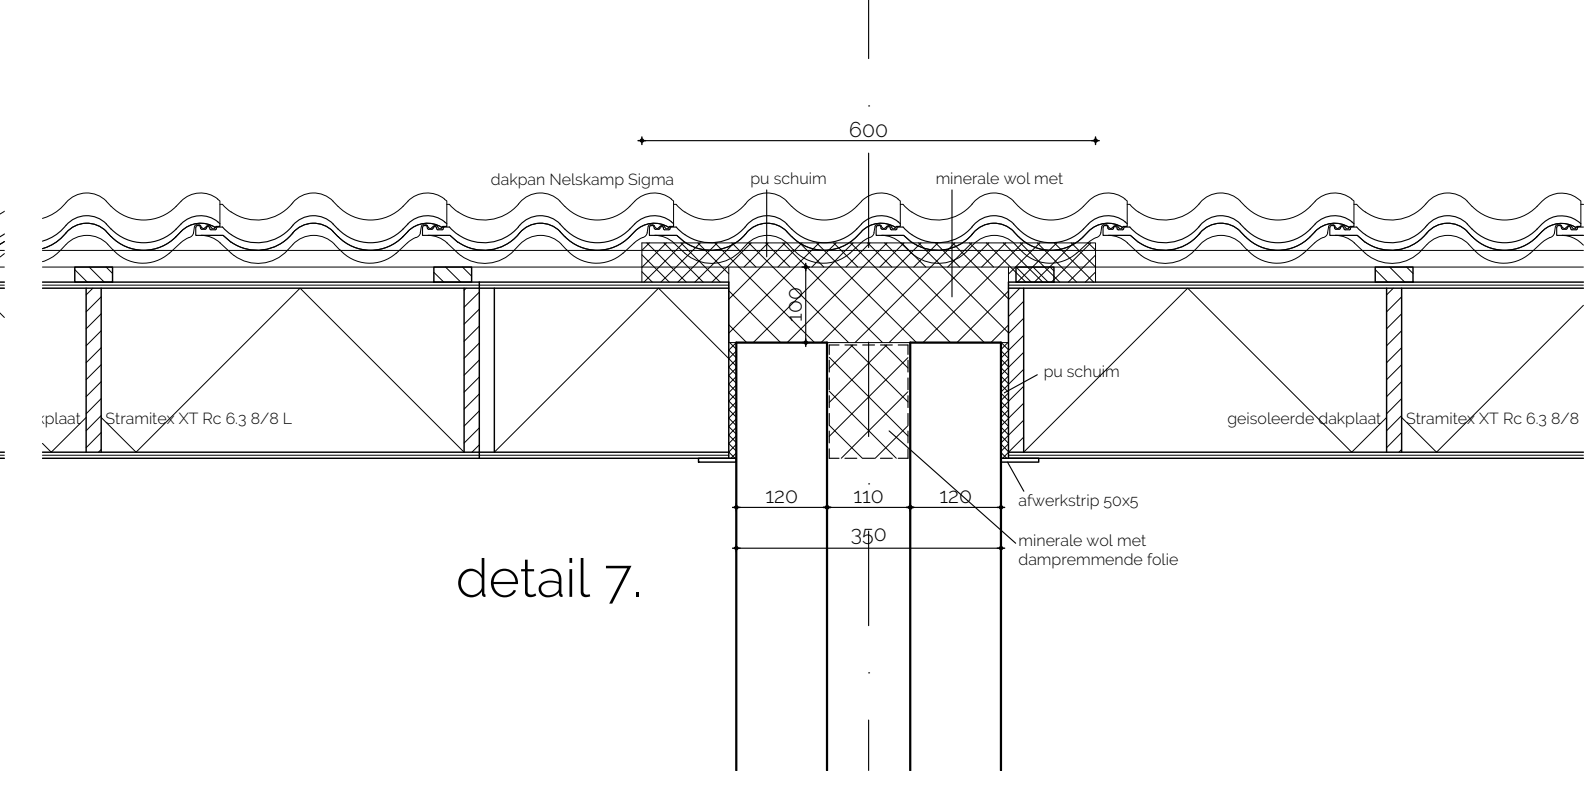 600
dakpan Nelskamp Sigma
pu schuim
minerale wol met
100
pu schuim
kplaat
Stramitex XT Rc 6.3 8/8 L
geisoleerde dakplaat
Stramitex XT Rc 6.3 8/8
120
110
120
afwerkstrip 50x5
350
minerale wol met
dampremmende folie
detail 7.